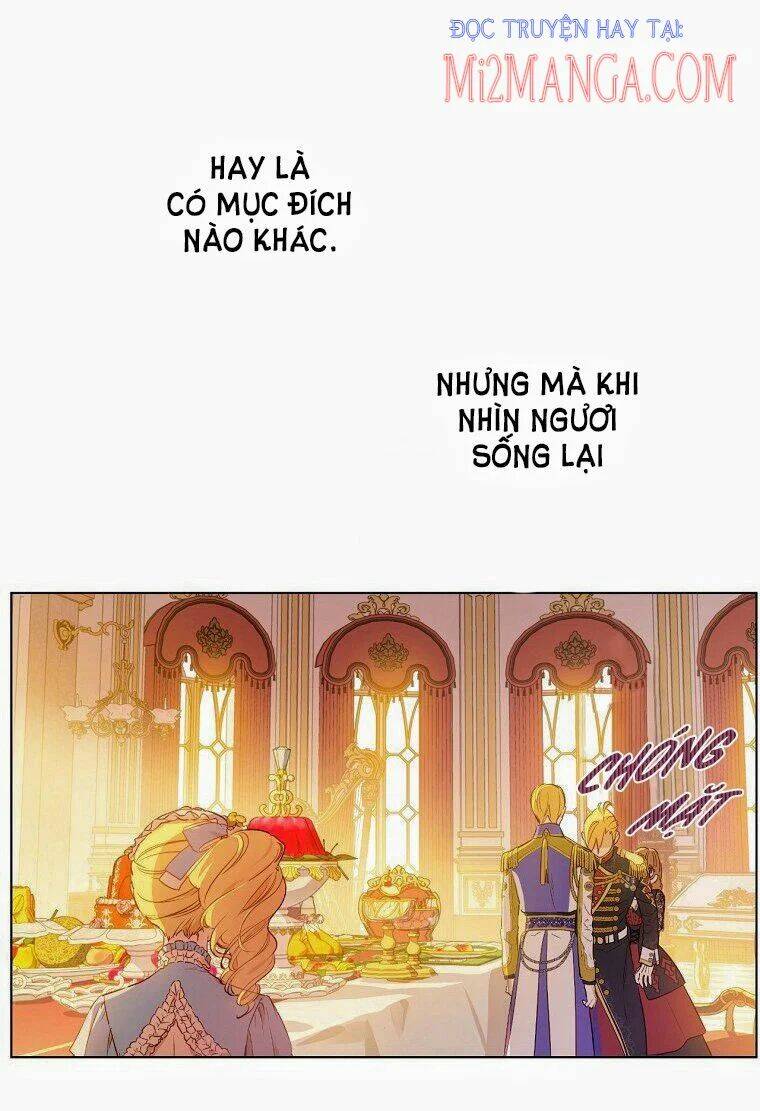 ĐỌC TRUYỆN HAY TẠI:
MI2MANGA.COM
HAY LÀ
CÓ MỤC ĐÍCH
NÀO KHÁC.
NHƯNG MÀ KHI
NHÌN NGƯƠI
SỐNG LẠI
CHÓNG
MẶT